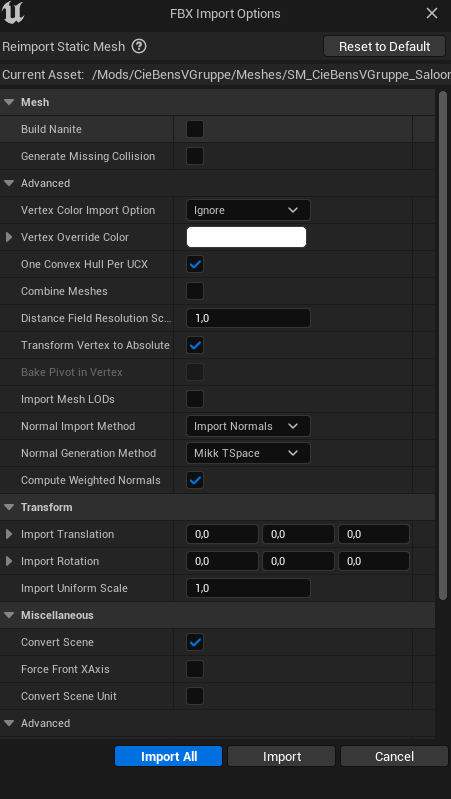 FBX Import Options
Reimport Static Mesh ?
Reset to Default
Current Asset: /Mods/CieBensVGruppe/Meshes/SM_CieBensVGruppe_Saloon
Mesh
Build Nanite
Generate Missing Collision
Advanced
Vertex Color Import Option Ignore
Vertex Override Color
One Convex Hull Per UCX
Combine Meshes
Distance Field Resolution Sc... 1,0
Transform Vertex to Absolute
Bake Pivot in Vertex
Import Mesh LODs
Normal Import Method Import Normals
Normal Generation Method Mikk TSpace
Compute Weighted Normals
Transform
Import Translation 0,0 0,0 0,0
Import Rotation 0,0 0,0 0,0
Import Uniform Scale 1,0
Miscellaneous
Convert Scene
Force Front XAxis
Convert Scene Unit
Advanced
Import All Import Cancel